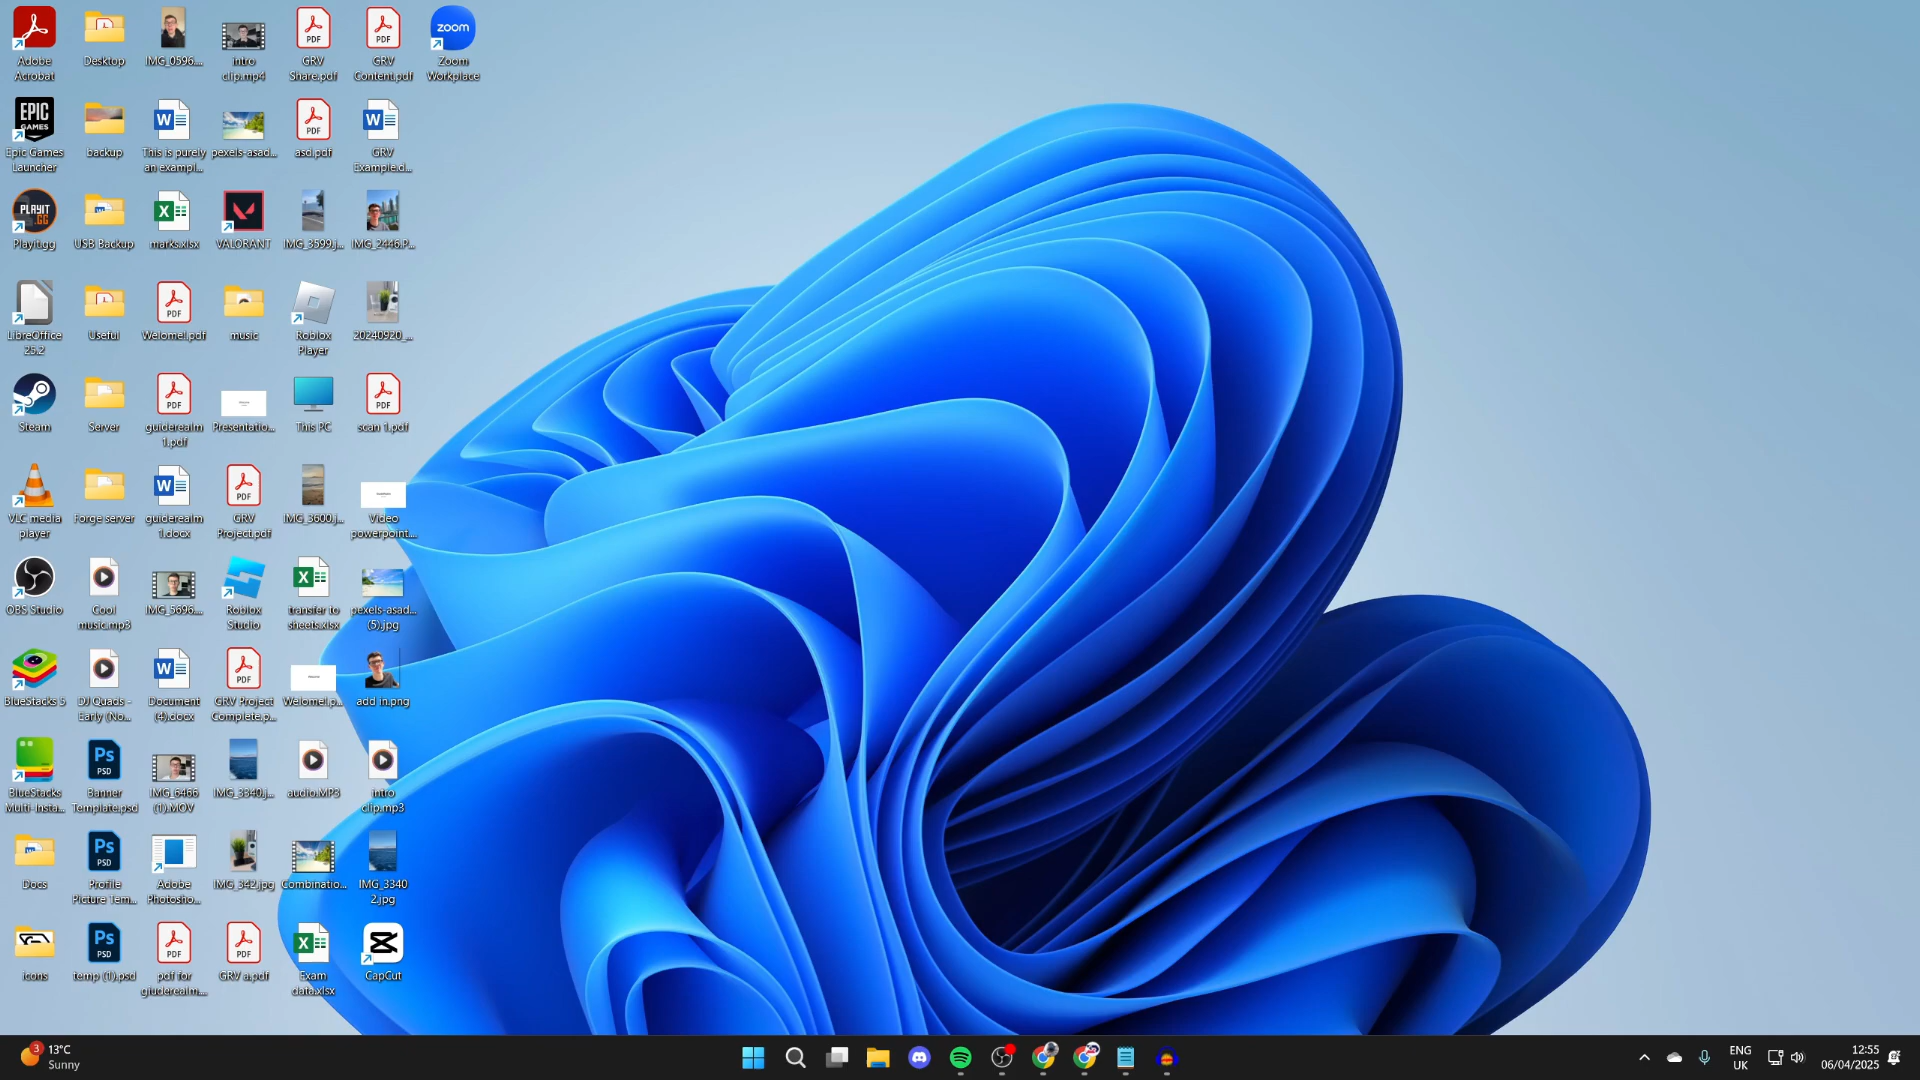 Adobe
Acrobat
Desktop
IMG_0596....
intro
clip.mp4
GRV
Share.pdf
GRV
Content.pdf
zoom
Zoom
Workplace
EPIC
GAMES
Epic Games
Launcher
backup
This is purely
an exampl...
pexels-asad...
asd.pdf
GRV
Example.d...
PLAYIT
.GG
Playit.gg
USB Backup
marks.xlsx
VALORANT
IMG_3599.j...
IMG_2446.P...
LibreOffice
25.2
Useful
Welome!.pdf
music
Roblox
Player
20240920_...
Steam
Server
guiderealm
1.pdf
Presentatio...
This PC
scan 1.pdf
VLC media
player
Forge server
guiderealm
1.docx
GRV
Project.pdf
IMG_3600.j...
Video
powerpoint...
OBS Studio
Cool
music.mp3
IMG_5696....
Roblox
Studio
transfer to
sheets.xlsx
pexels-asad...
(5).jpg
BlueStacks 5
DJ Quads -
Early (No...
Document
(4).docx
GRV Project
Complete.p...
Welome!.p...
add in.png
BlueStacks
Multi-Insta...
Banner
Template.psd
IMG_6466
(1).MOV
IMG_3340.j...
audio.MP3
intro
clip.mp3
Docs
Profile
Picture Tem...
Adobe
Photosho...
IMG_342.jpg
Combinatio...
IMG_3340
2.jpg
icons
temp (1).psd
pdf for
giuderealm....
GRV a.pdf
Exam
data.xlsx
CapCut
3
13°C
Sunny
ENG
UK
12:55
06/04/2025